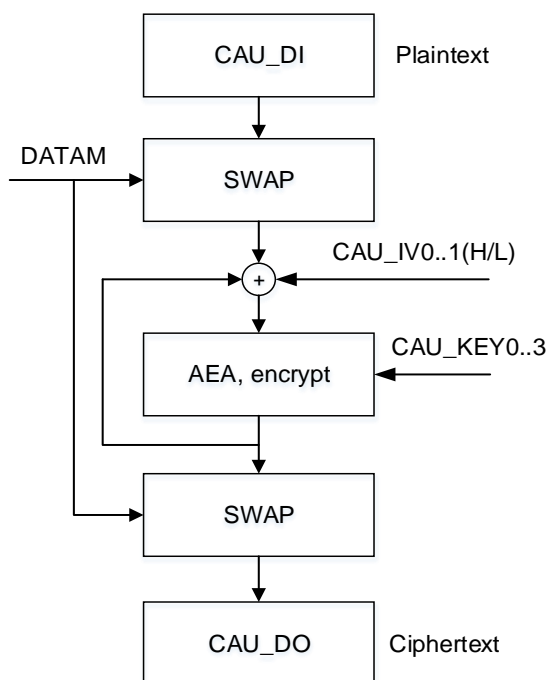 CAU_DI
Plaintext
DATAM
SWAP
CAU_IV0..1(H/L)
+
CAU_KEY0..3
AEA, encrypt
SWAP
CAU_DO
Ciphertext